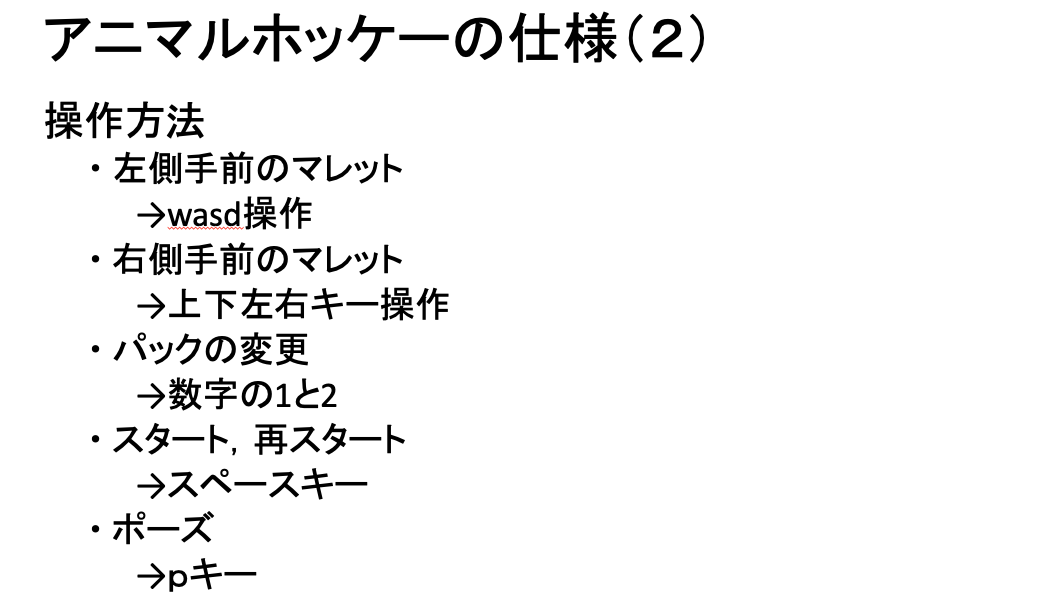 アニマルホッケーの仕様（２）
操作方法
・左側手前のマレット
→wasd操作
・右側手前のマレット
→上下左右キー操作
・パックの変更
→数字の1と2
・スタート，再スタート
→スペースキー
・ポーズ
→pキー